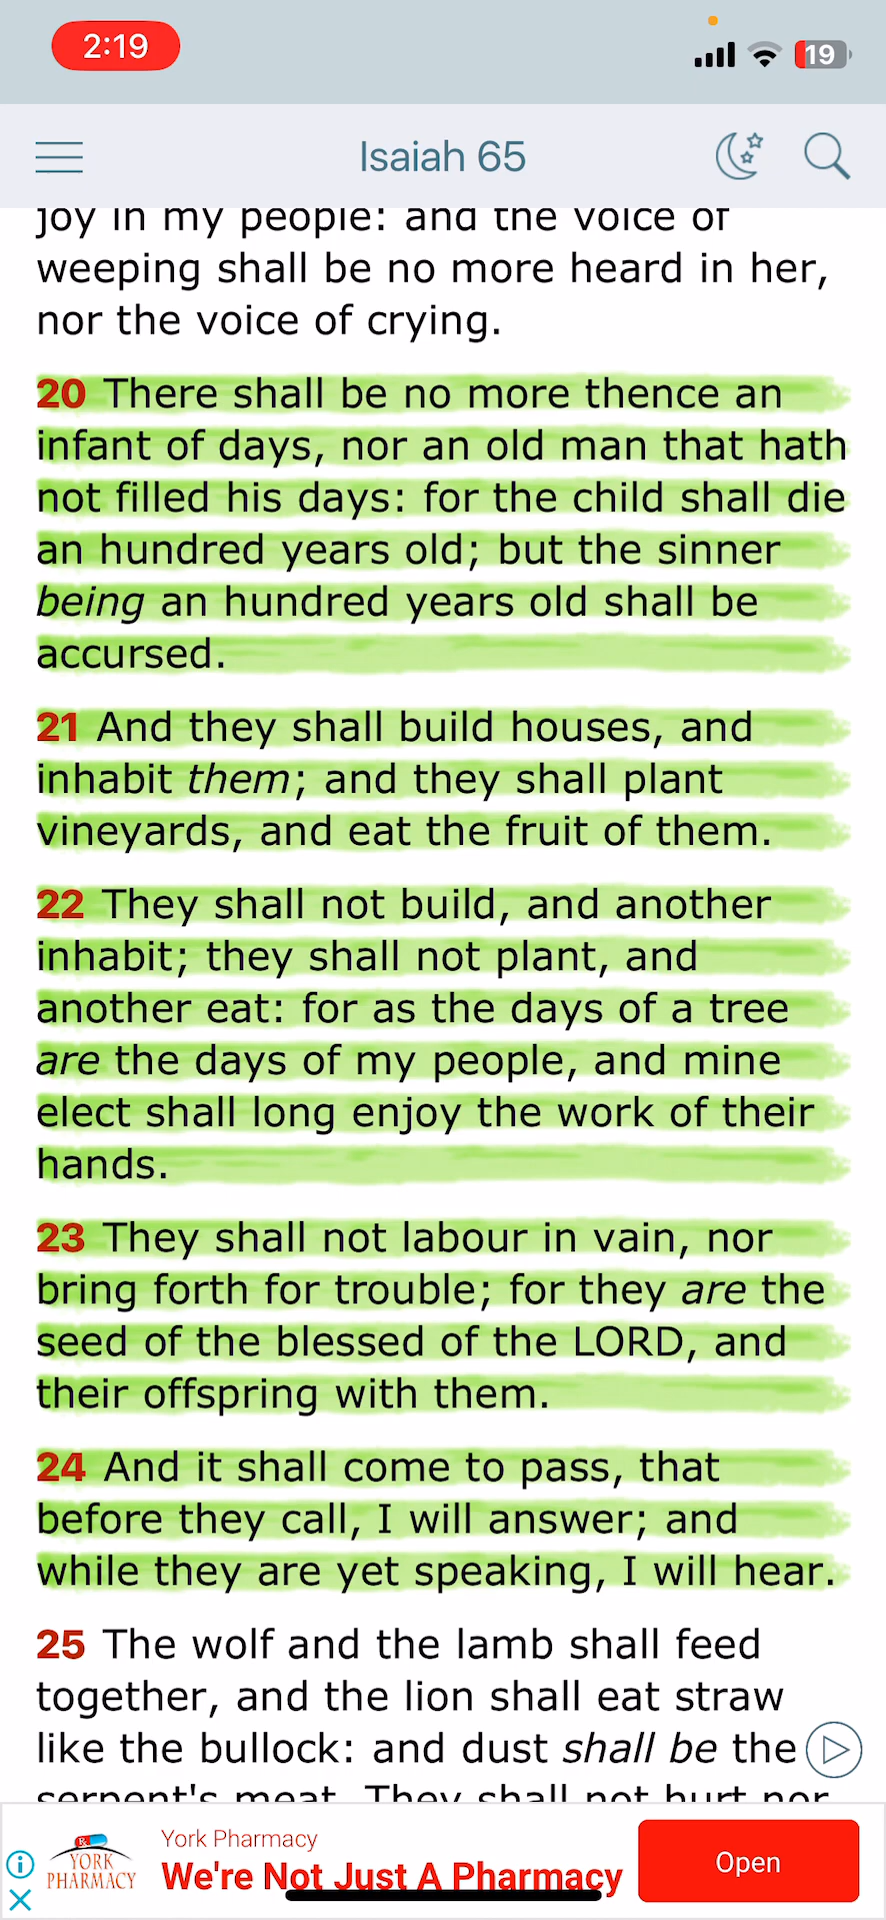 2:19
19
Isaiah 65
joy in my people: and the voice of
weeping shall be no more heard in her,
nor the voice of crying.
20 There shall be no more thence an
infant of days, nor an old man that hath
not filled his days: for the child shall die
an hundred years old; but the sinner
being an hundred years old shall be
accursed.
21 And they shall build houses, and
inhabit them; and they shall plant
vineyards, and eat the fruit of them.
22 They shall not build, and another
inhabit; they shall not plant, and
another eat: for as the days of a tree
are the days of my people, and mine
elect shall long enjoy the work of their
hands.
23 They shall not labour in vain, nor
bring forth for trouble; for they are the
seed of the blessed of the LORD, and
their offspring with them.
24 And it shall come to pass, that
before they call, I will answer; and
while they are yet speaking, I will hear.
25 The wolf and the lamb shall feed
together, and the lion shall eat straw
like the bullock: and dust shall be the
serpent's meat. They shall not hurt nor
Rx
YORK
PHARMACY
York Pharmacy
We're Not Just A Pharmacy
Open